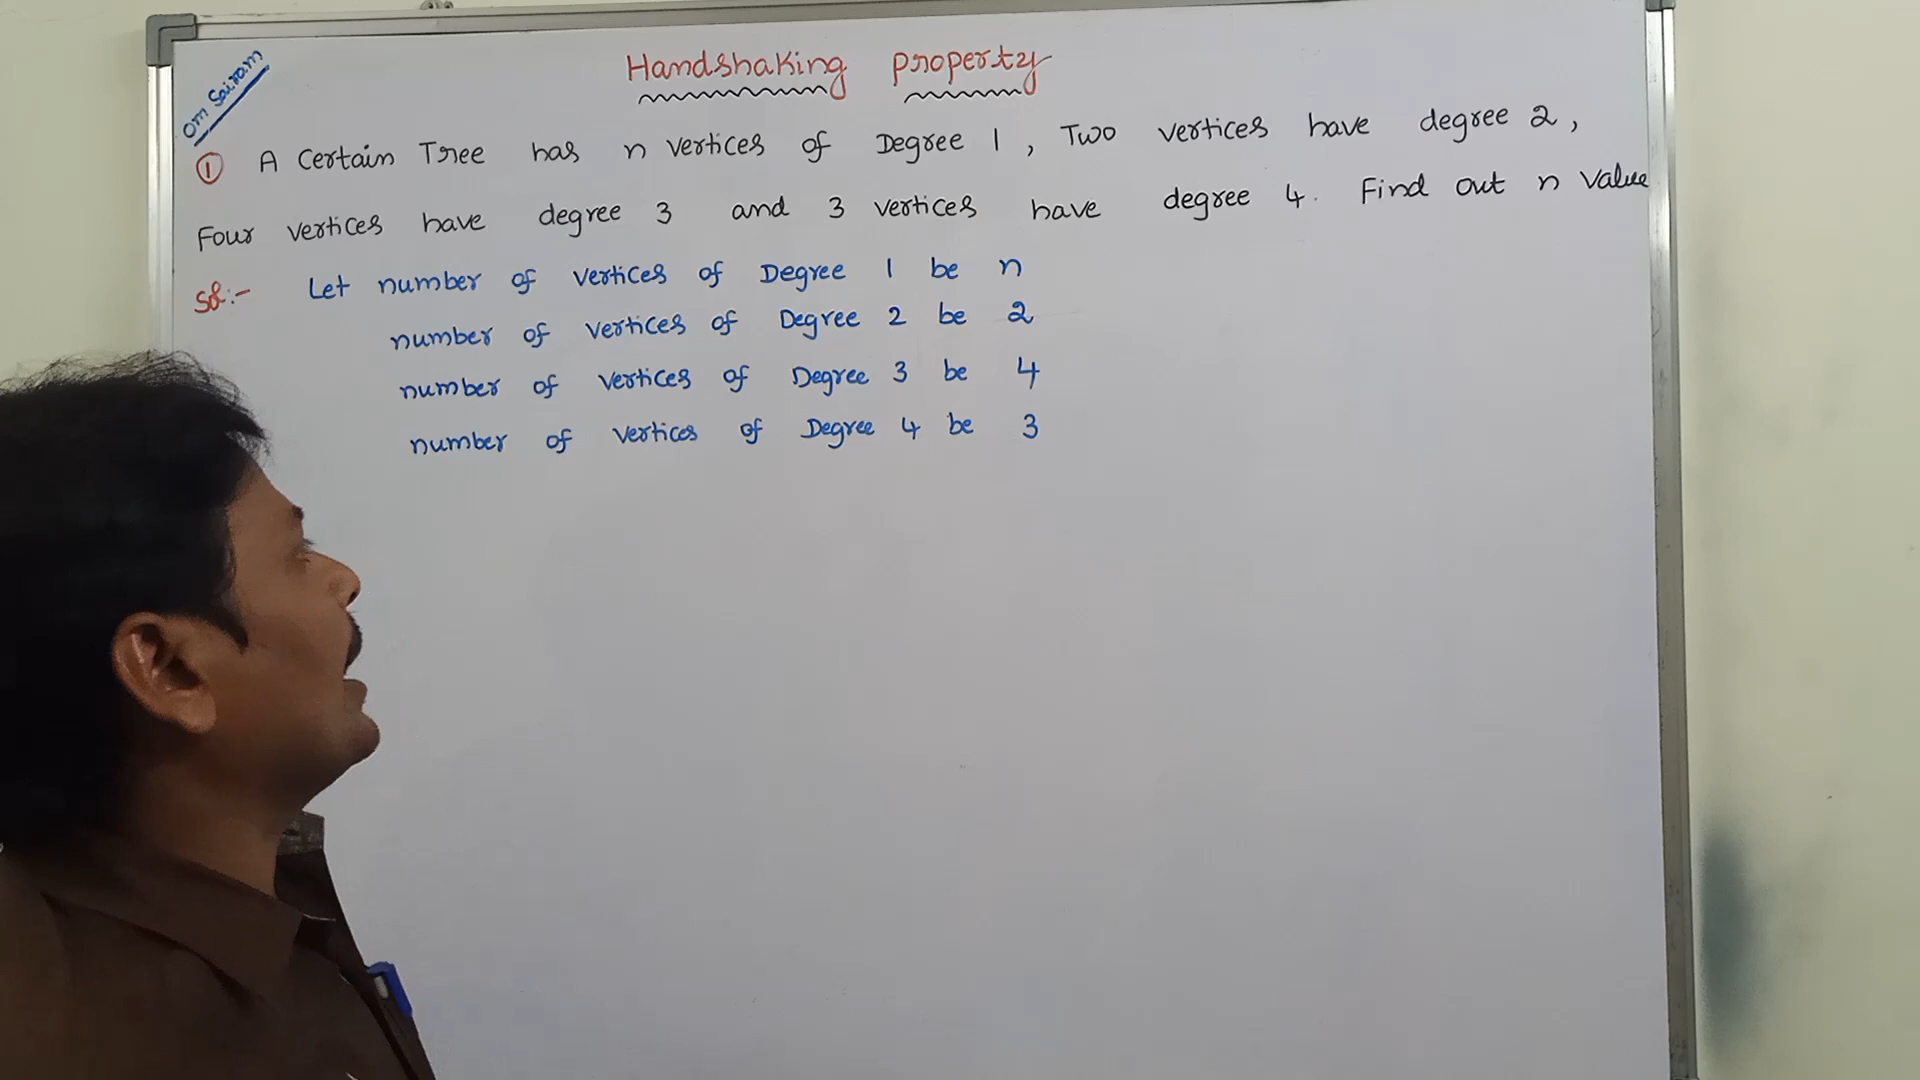 Om Sairam
Handshaking property
① A Certain Tree has n vertices of Degree 1, Two vertices have degree 2,
Four vertices have degree 3 and 3 vertices have degree 4. Find out n value
Sol:- Let number of vertices of Degree 1 be n
number of vertices of Degree 2 be 2
number of vertices of Degree 3 be 4
number of vertices of Degree 4 be 3